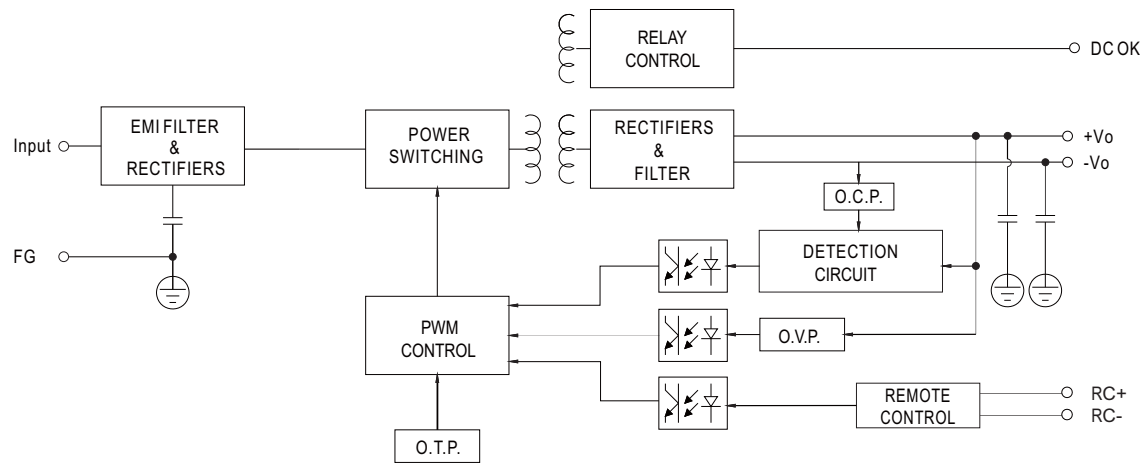 RELAY
CONTROL
DC OK
Input
EMI FILTER
&
RECTIFIERS
POWER
SWITCHING
RECTIFIERS
&
FILTER
+Vo
-Vo
O.C.P.
FG
DETECTION
CIRCUIT
PWM
CONTROL
O.V.P.
REMOTE
CONTROL
RC+
RC-
O.T.P.